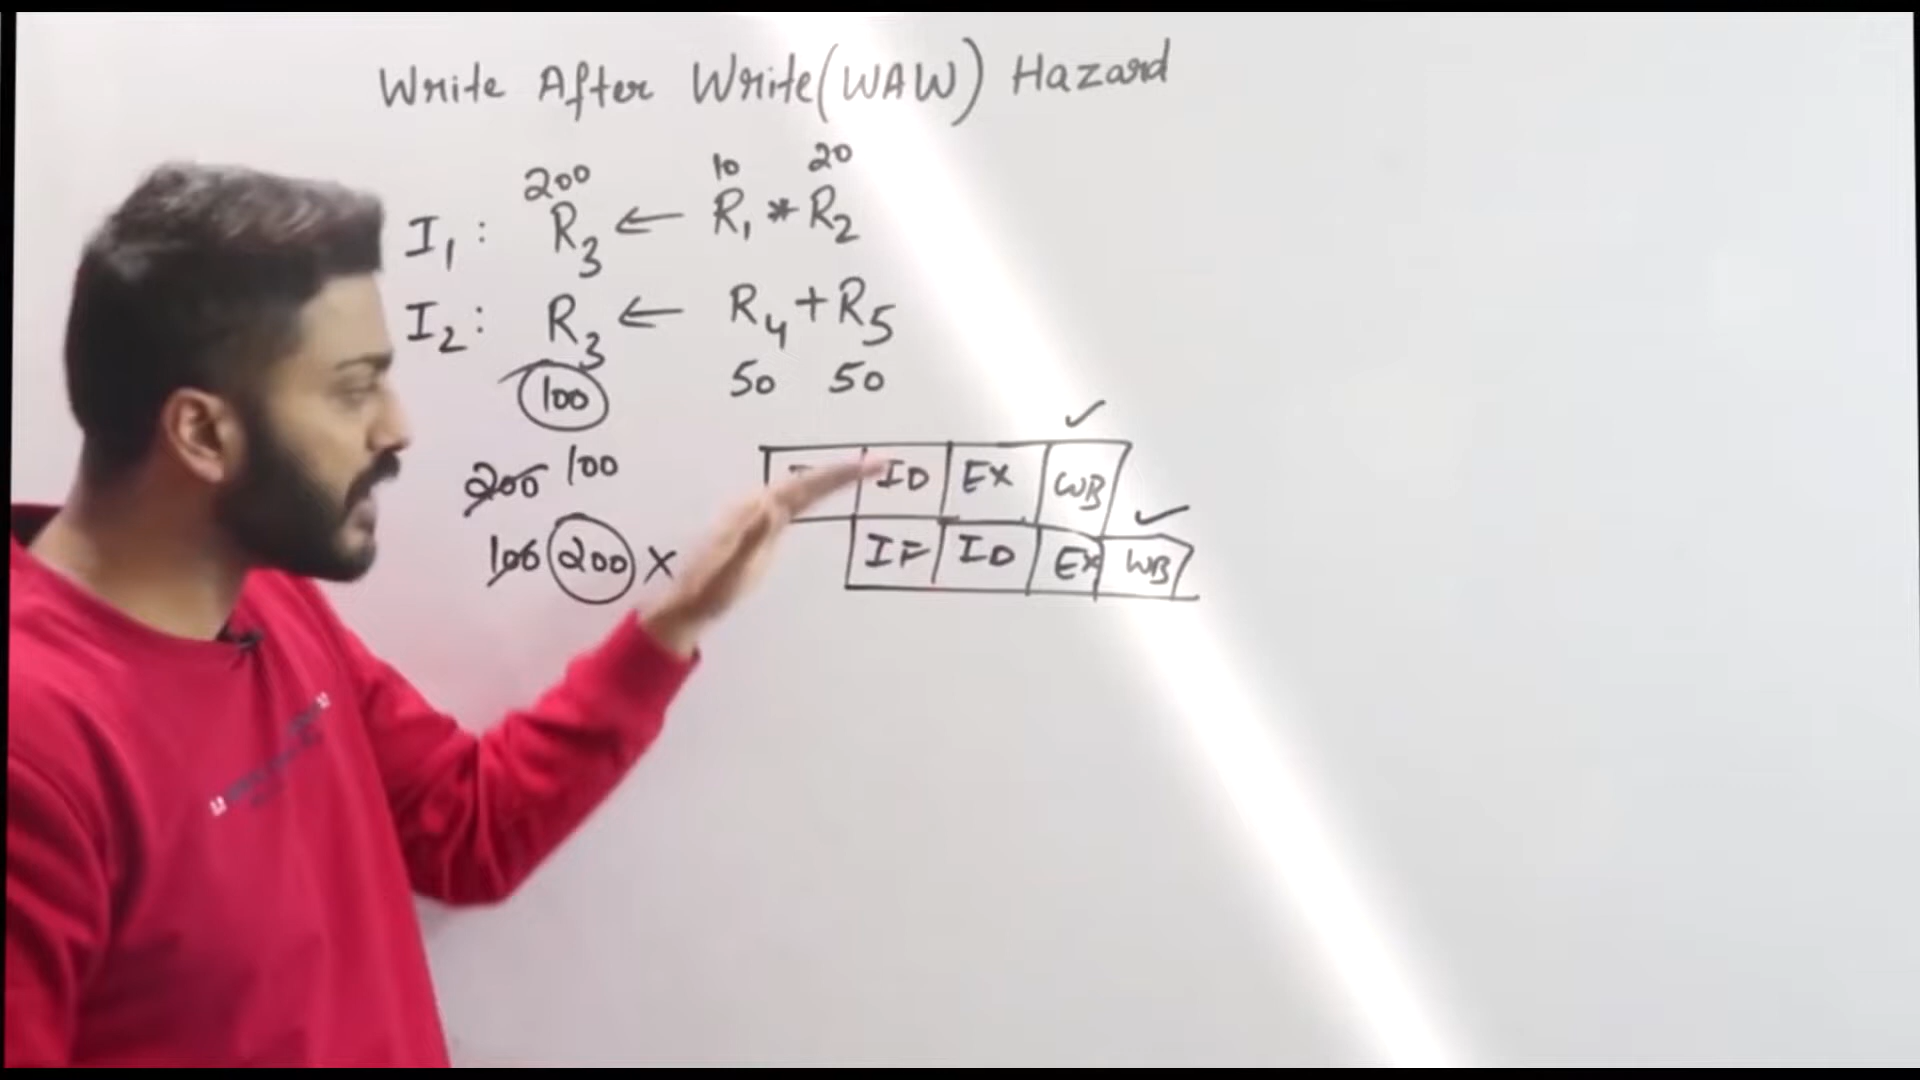 Write After Write (WAW) Hazard
200 10 20
I1 : R3 ← R1 * R2
I2 : R3 ← R4 + R5
100 50 50
200 100
100 200 x
ID EX WB
IF ID EX WB